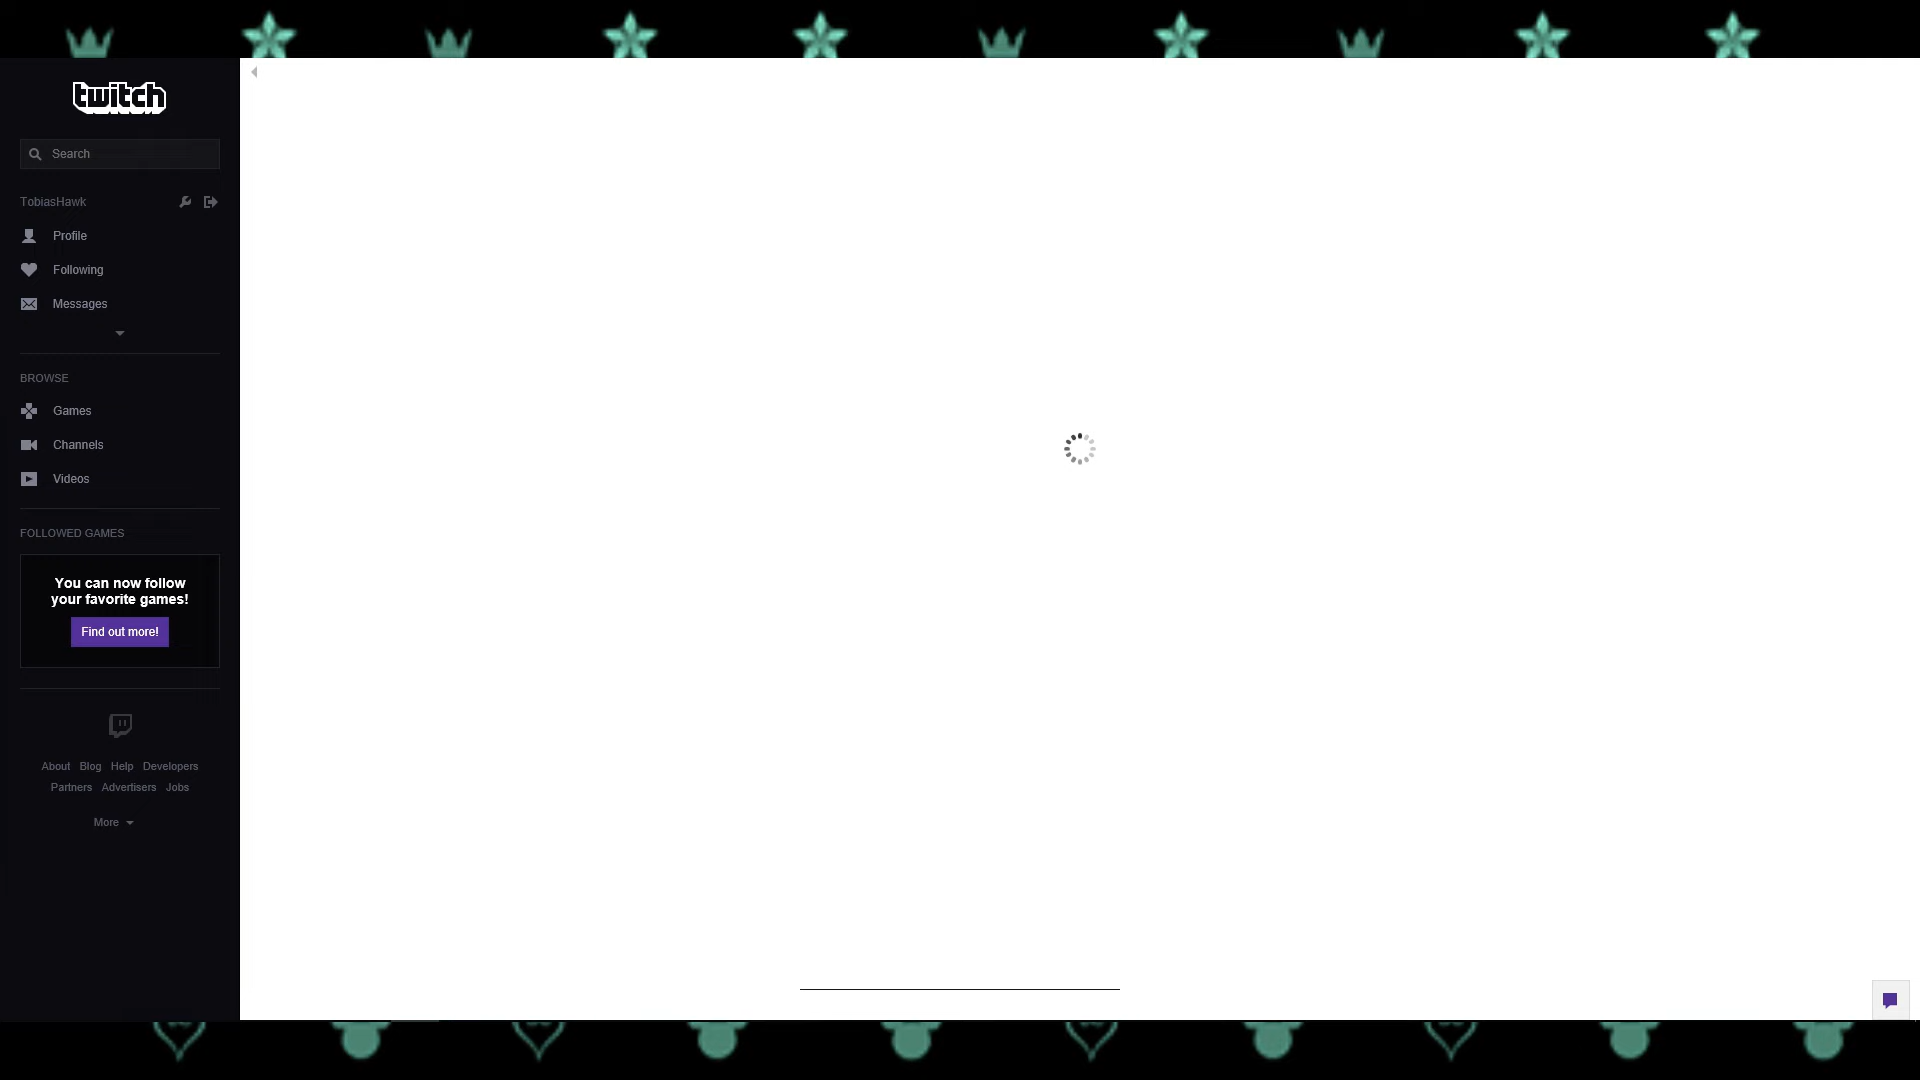 twitch
Search
TobiasHawk
Profile
Following
Messages
BROWSE
Games
Channels
Videos
FOLLOWED GAMES
You can now follow
your favorite games!
Find out more!
About Blog Help Developers
Partners Advertisers Jobs
More